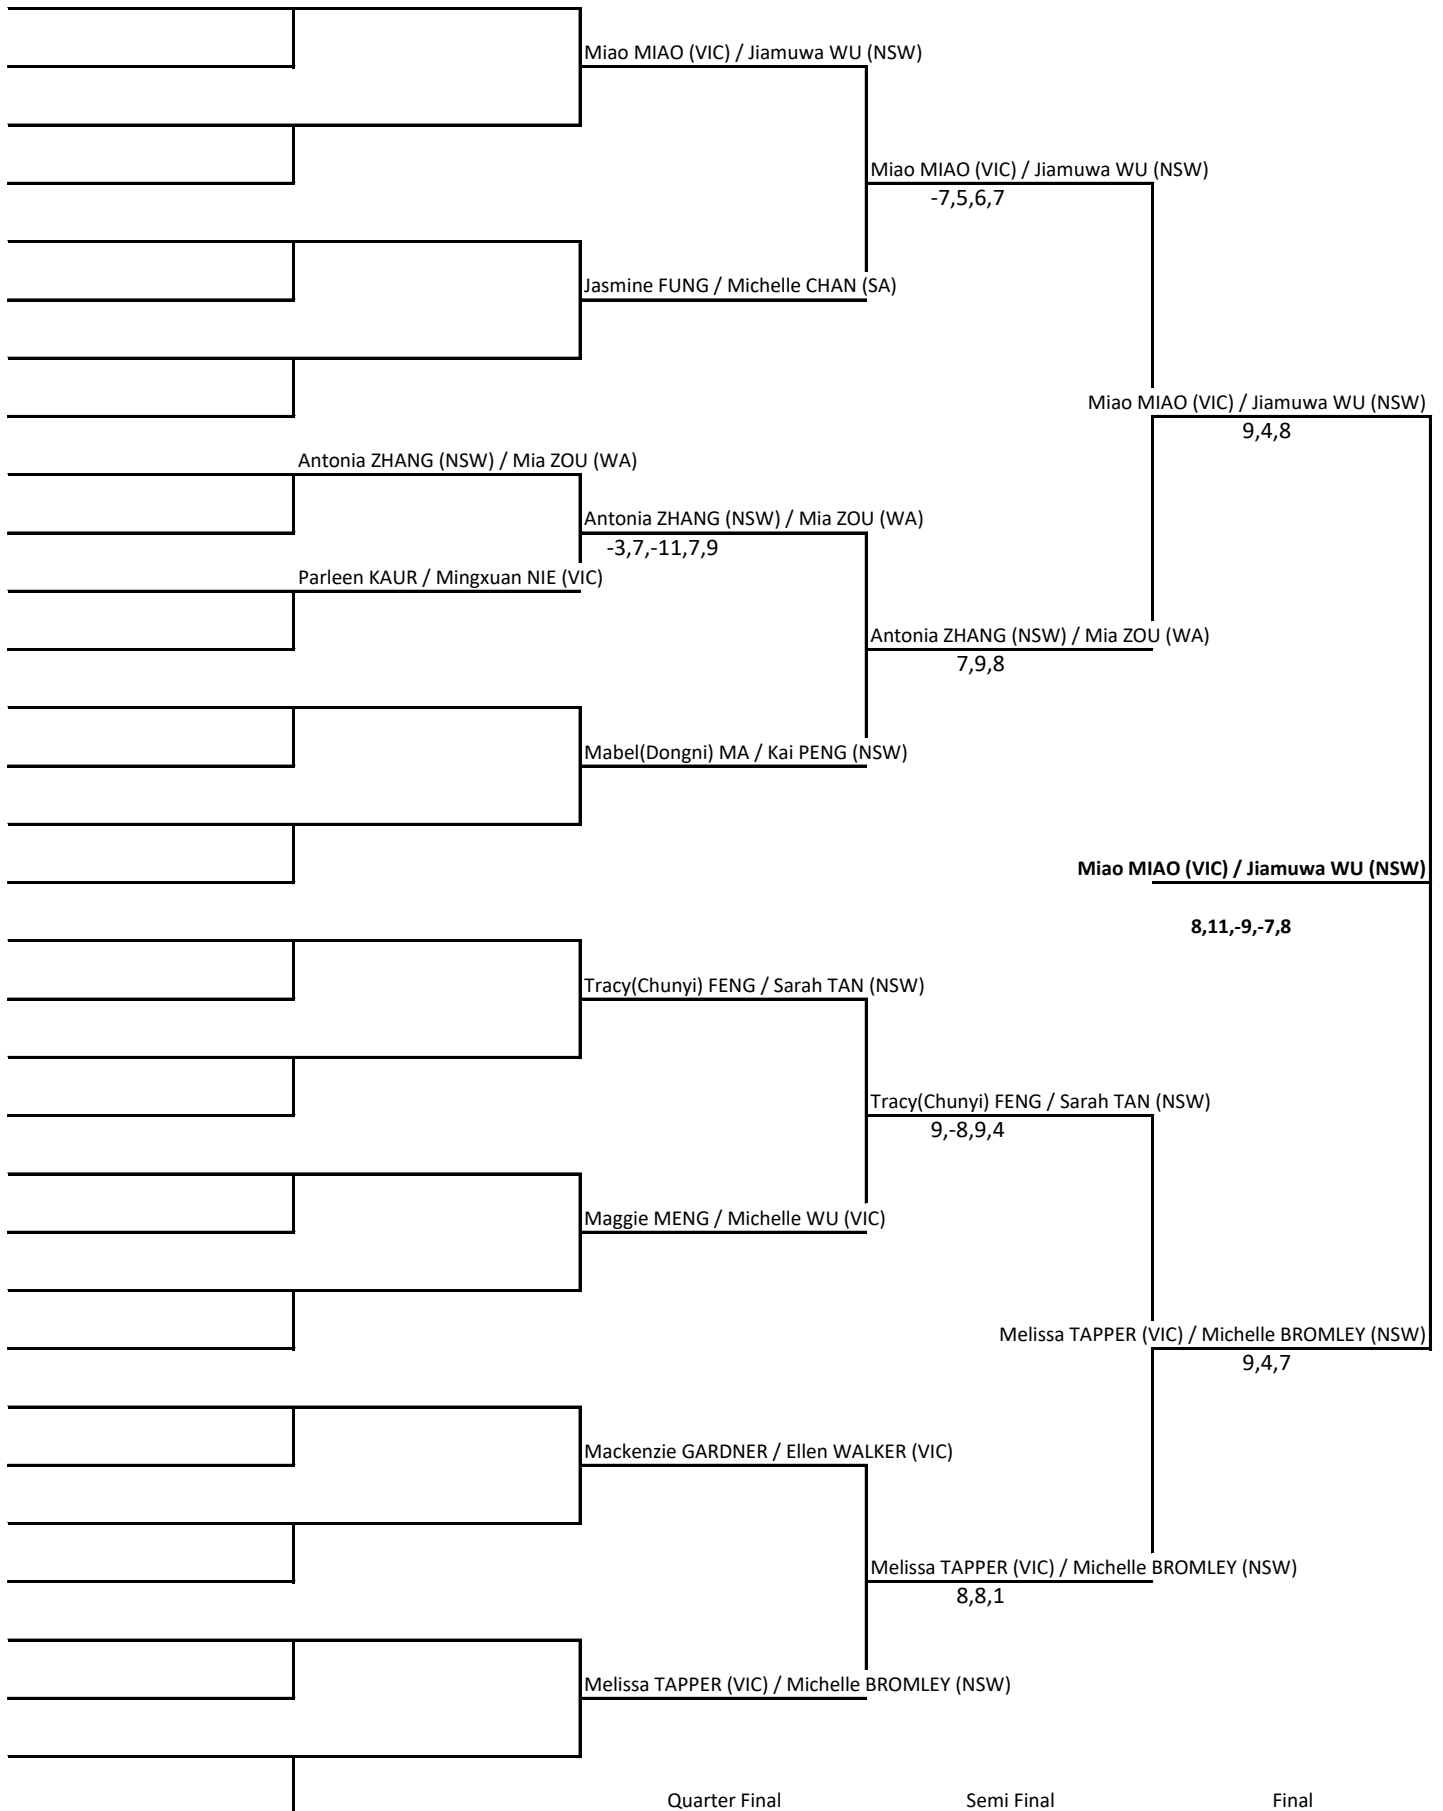 Miao MIAO (VIC) / Jiamuwa WU (NSW)
Miao MIAO (VIC) / Jiamuwa WU (NSW)
-7,5,6,7
Jasmine FUNG / Michelle CHAN (SA)
Miao MIAO (VIC) / Jiamuwa WU (NSW)
9,4,8
Antonia ZHANG (NSW) / Mia ZOU (WA)
Antonia ZHANG (NSW) / Mia ZOU (WA)
-3,7,-11,7,9
Parleen KAUR / Mingxuan NIE (VIC)
Antonia ZHANG (NSW) / Mia ZOU (WA)
7,9,8
Mabel(Dongni) MA / Kai PENG (NSW)
Miao MIAO (VIC) / Jiamuwa WU (NSW)
8,11,-9,-7,8
Tracy(Chunyi) FENG / Sarah TAN (NSW)
Tracy(Chunyi) FENG / Sarah TAN (NSW)
9,-8,9,4
Maggie MENG / Michelle WU (VIC)
Melissa TAPPER (VIC) / Michelle BROMLEY (NSW)
9,4,7
Mackenzie GARDNER / Ellen WALKER (VIC)
Melissa TAPPER (VIC) / Michelle BROMLEY (NSW)
8,8,1
Melissa TAPPER (VIC) / Michelle BROMLEY (NSW)
Quarter Final Semi Final Final